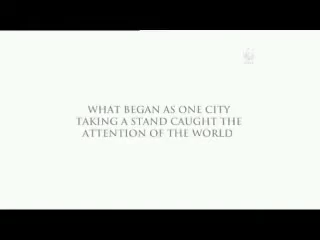 WHAT BEGAN AS ONE CITY
TAKING A STAND CAUGHT THE
ATTENTION OF THE WORLD